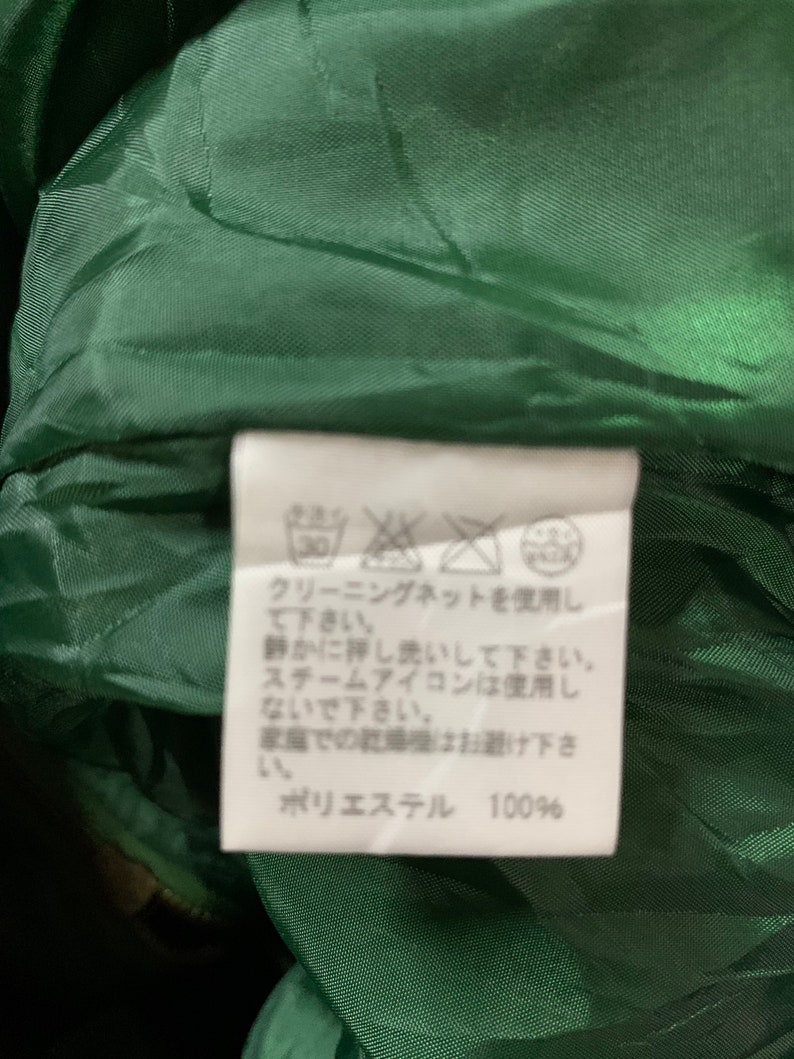 手洗イ
30
クリーニングネットを使用し
て下さい。
静かに押し洗いして下さい。
スチームアイロンは使用し
ないで下さい。
家庭での乾燥機はお避け下さ
い。
ポリエステル 100%